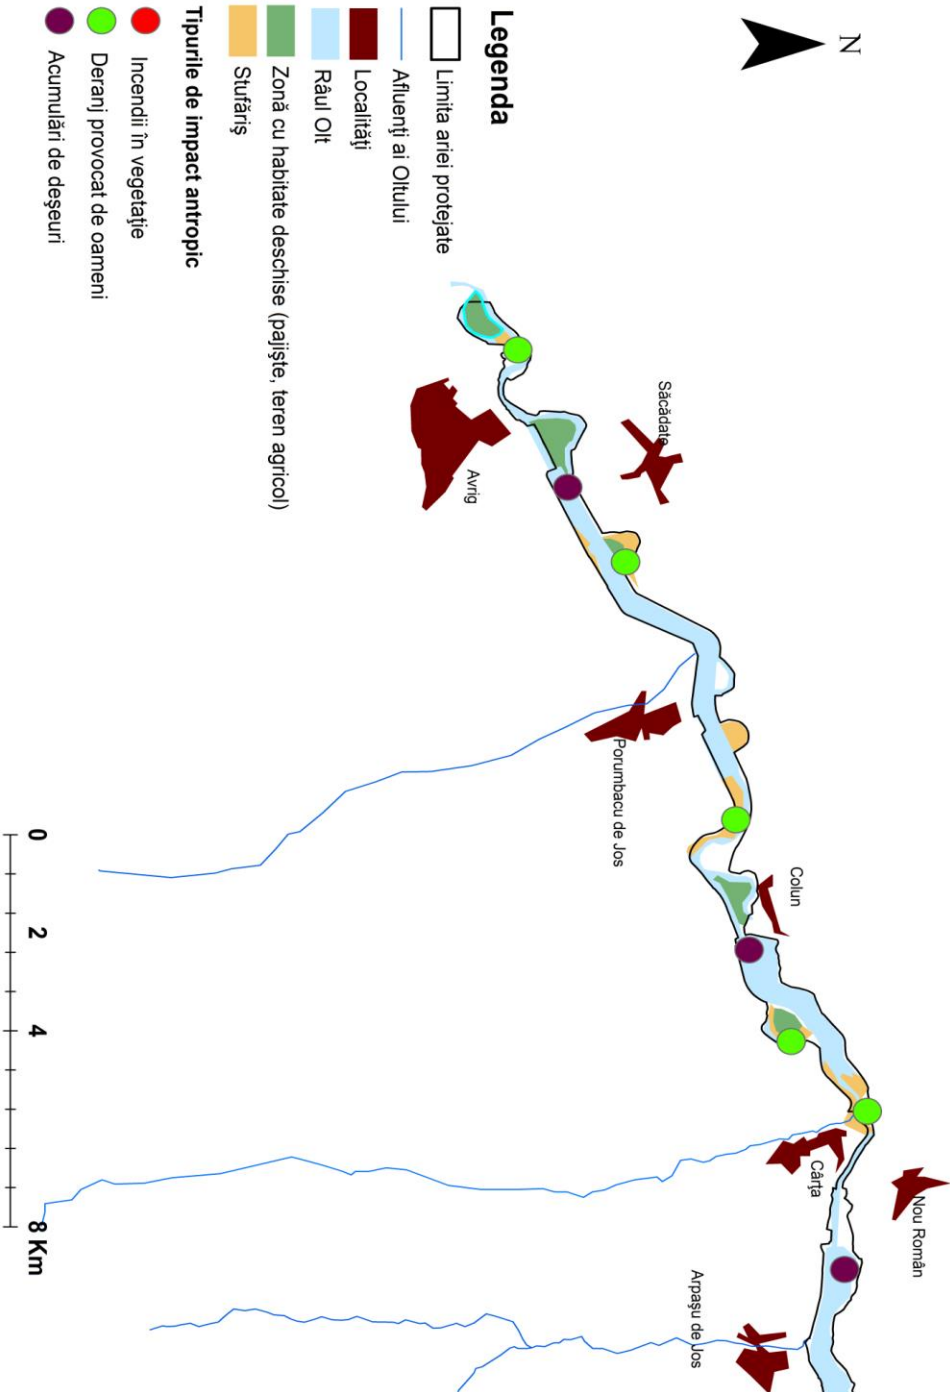 N
Legenda
Limita ariei protejate
Afluenți ai Oltului
Localități
Râul Olt
Zonă cu habitate deschise (pajiște, teren agricol)
Stufăriș
Tipurile de impact antropic
Incendii în vegetație
Deranj provocat de oameni
Acumulări de deșeuri
Săcădate
Avrig
Porumbacu de Jos
Colun
Cârța
Nou Român
Arpașu de Jos
0 2 4 8 Km